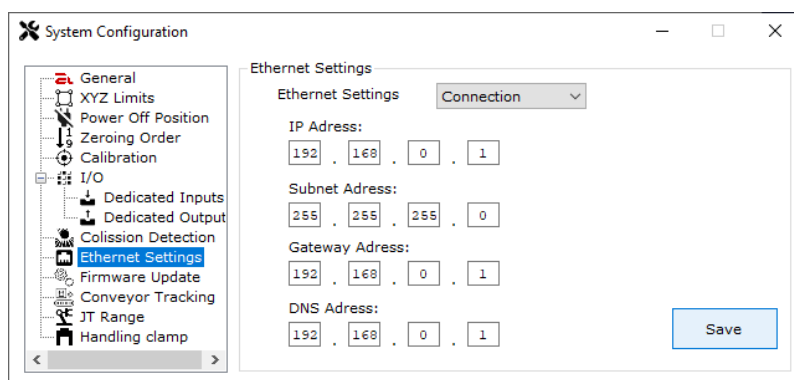 System Configuration
General
XYZ Limits
Power Off Position
Zeroing Order
Calibration
I/O
Dedicated Inputs
Dedicated Output
Colission Detection
Ethernet Settings
Firmware Update
Conveyor Tracking
JT Range
Handling clamp
Ethernet Settings
Ethernet Settings Connection
IP Adress:
192 . 168 . 0 . 1
Subnet Adress:
255 . 255 . 255 . 0
Gateway Adress:
192 . 168 . 0 . 1
DNS Adress:
192 . 168 . 0 . 1
Save